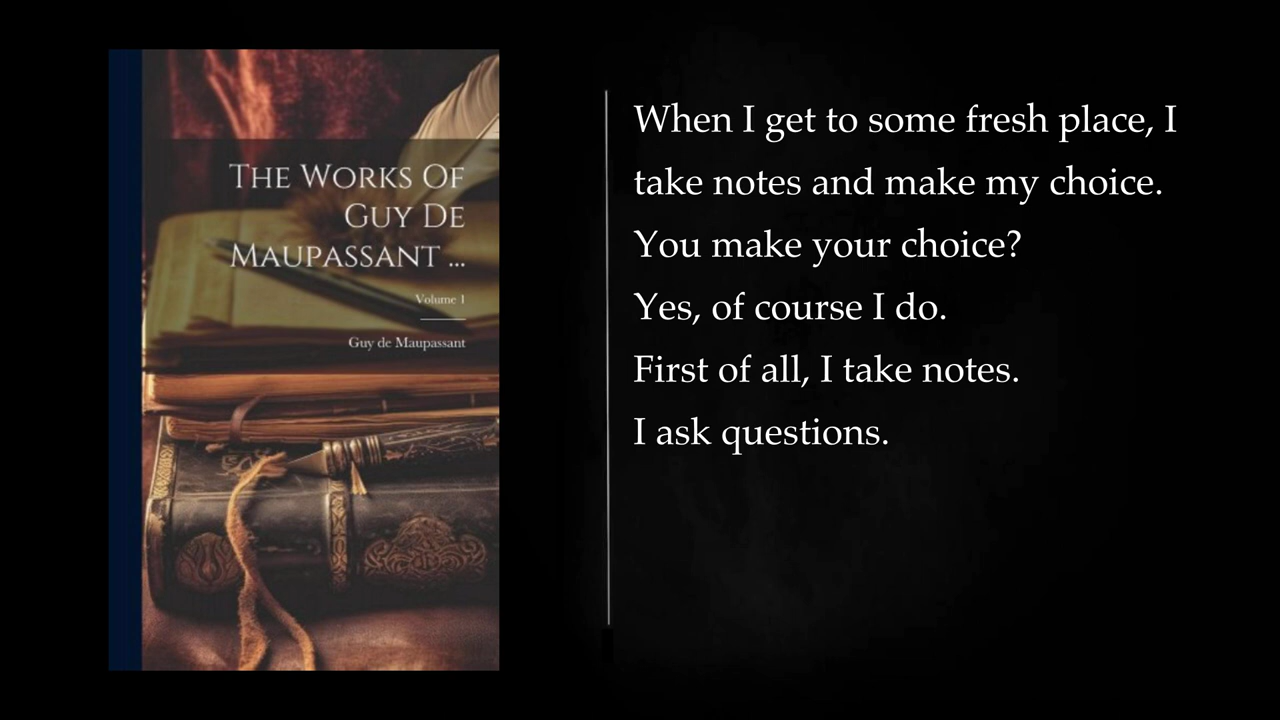 THE WORKS OF
GUY DE
MAUPASSANT ...
Volume 1
Guy de Maupassant
When I get to some fresh place, I
take notes and make my choice.
You make your choice?
Yes, of course I do.
First of all, I take notes.
I ask questions.